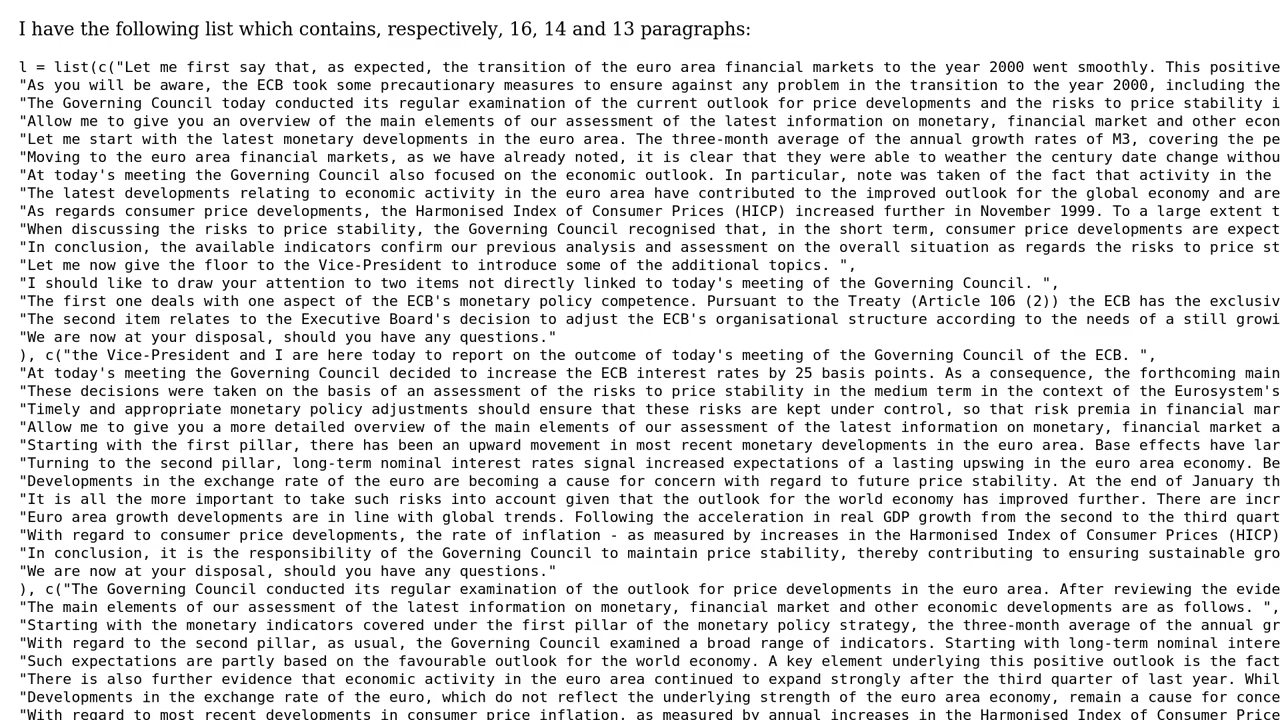 I have the following list which contains, respectively, 16, 14 and 13 paragraphs:
l = list(c("Let me first say that, as expected, the transition of the euro area financial markets to the year 2000 went smoothly. This positive
"As you will be aware, the ECB took some precautionary measures to ensure against any problem in the transition to the year 2000, including the
"The Governing Council today conducted its regular examination of the current outlook for price developments and the risks to price stability i
"Allow me to give you an overview of the main elements of our assessment of the latest information on monetary, financial market and other econ
"Let me start with the latest monetary developments in the euro area. The three-month average of the annual growth rates of M3, covering the pe
"Moving to the euro area financial markets, as we have already noted, it is clear that they were able to weather the century date change withou
"At today's meeting the Governing Council also focused on the economic outlook. In particular, note was taken of the fact that activity in the
"The latest developments relating to economic activity in the euro area have contributed to the improved outlook for the global economy and are
"As regards consumer price developments, the Harmonised Index of Consumer Prices (HICP) increased further in November 1999. To a large extent t
"When discussing the risks to price stability, the Governing Council recognised that, in the short term, consumer price developments are expect
"In conclusion, the available indicators confirm our previous analysis and assessment on the overall situation as regards the risks to price st
"Let me now give the floor to the Vice-President to introduce some of the additional topics. ",
"I should like to draw your attention to two items not directly linked to today's meeting of the Governing Council. ",
"The first one deals with one aspect of the ECB's monetary policy competence. Pursuant to the Treaty (Article 106 (2)) the ECB has the exclusiv
"The second item relates to the Executive Board's decision to adjust the ECB's organisational structure according to the needs of a still growi
"We are now at your disposal, should you have any questions."
), c("the Vice-President and I are here today to report on the outcome of today's meeting of the Governing Council of the ECB. ",
"At today's meeting the Governing Council decided to increase the ECB interest rates by 25 basis points. As a consequence, the forthcoming main
"These decisions were taken on the basis of an assessment of the risks to price stability in the medium term in the context of the Eurosystem's
"Timely and appropriate monetary policy adjustments should ensure that these risks are kept under control, so that risk premia in financial mar
"Allow me to give you a more detailed overview of the main elements of our assessment of the latest information on monetary, financial market a
"Starting with the first pillar, there has been an upward movement in most recent monetary developments in the euro area. Base effects have lar
"Turning to the second pillar, long-term nominal interest rates signal increased expectations of a lasting upswing in the euro area economy. Be
"Developments in the exchange rate of the euro are becoming a cause for concern with regard to future price stability. At the end of January th
"It is all the more important to take such risks into account given that the outlook for the world economy has improved further. There are incr
"Euro area growth developments are in line with global trends. Following the acceleration in real GDP growth from the second to the third quart
"With regard to consumer price developments, the rate of inflation - as measured by increases in the Harmonised Index of Consumer Prices (HICP)
"In conclusion, it is the responsibility of the Governing Council to maintain price stability, thereby contributing to ensuring sustainable gro
"We are now at your disposal, should you have any questions."
), c("The Governing Council conducted its regular examination of the outlook for price developments in the euro area. After reviewing the evide
"The main elements of our assessment of the latest information on monetary, financial market and other economic developments are as follows. ",
"Starting with the monetary indicators covered under the first pillar of the monetary policy strategy, the three-month average of the annual gr
"With regard to the second pillar, as usual, the Governing Council examined a broad range of indicators. Starting with long-term nominal intere
"Such expectations are partly based on the favourable outlook for the world economy. A key element underlying this positive outlook is the fact
"There is also further evidence that economic activity in the euro area continued to expand strongly after the third quarter of last year. Whil
"Developments in the exchange rate of the euro, which do not reflect the underlying strength of the euro area economy, remain a cause for conce
"With regard to most recent developments in consumer price inflation, as measured by annual increases in the Harmonised Index of Consumer Price